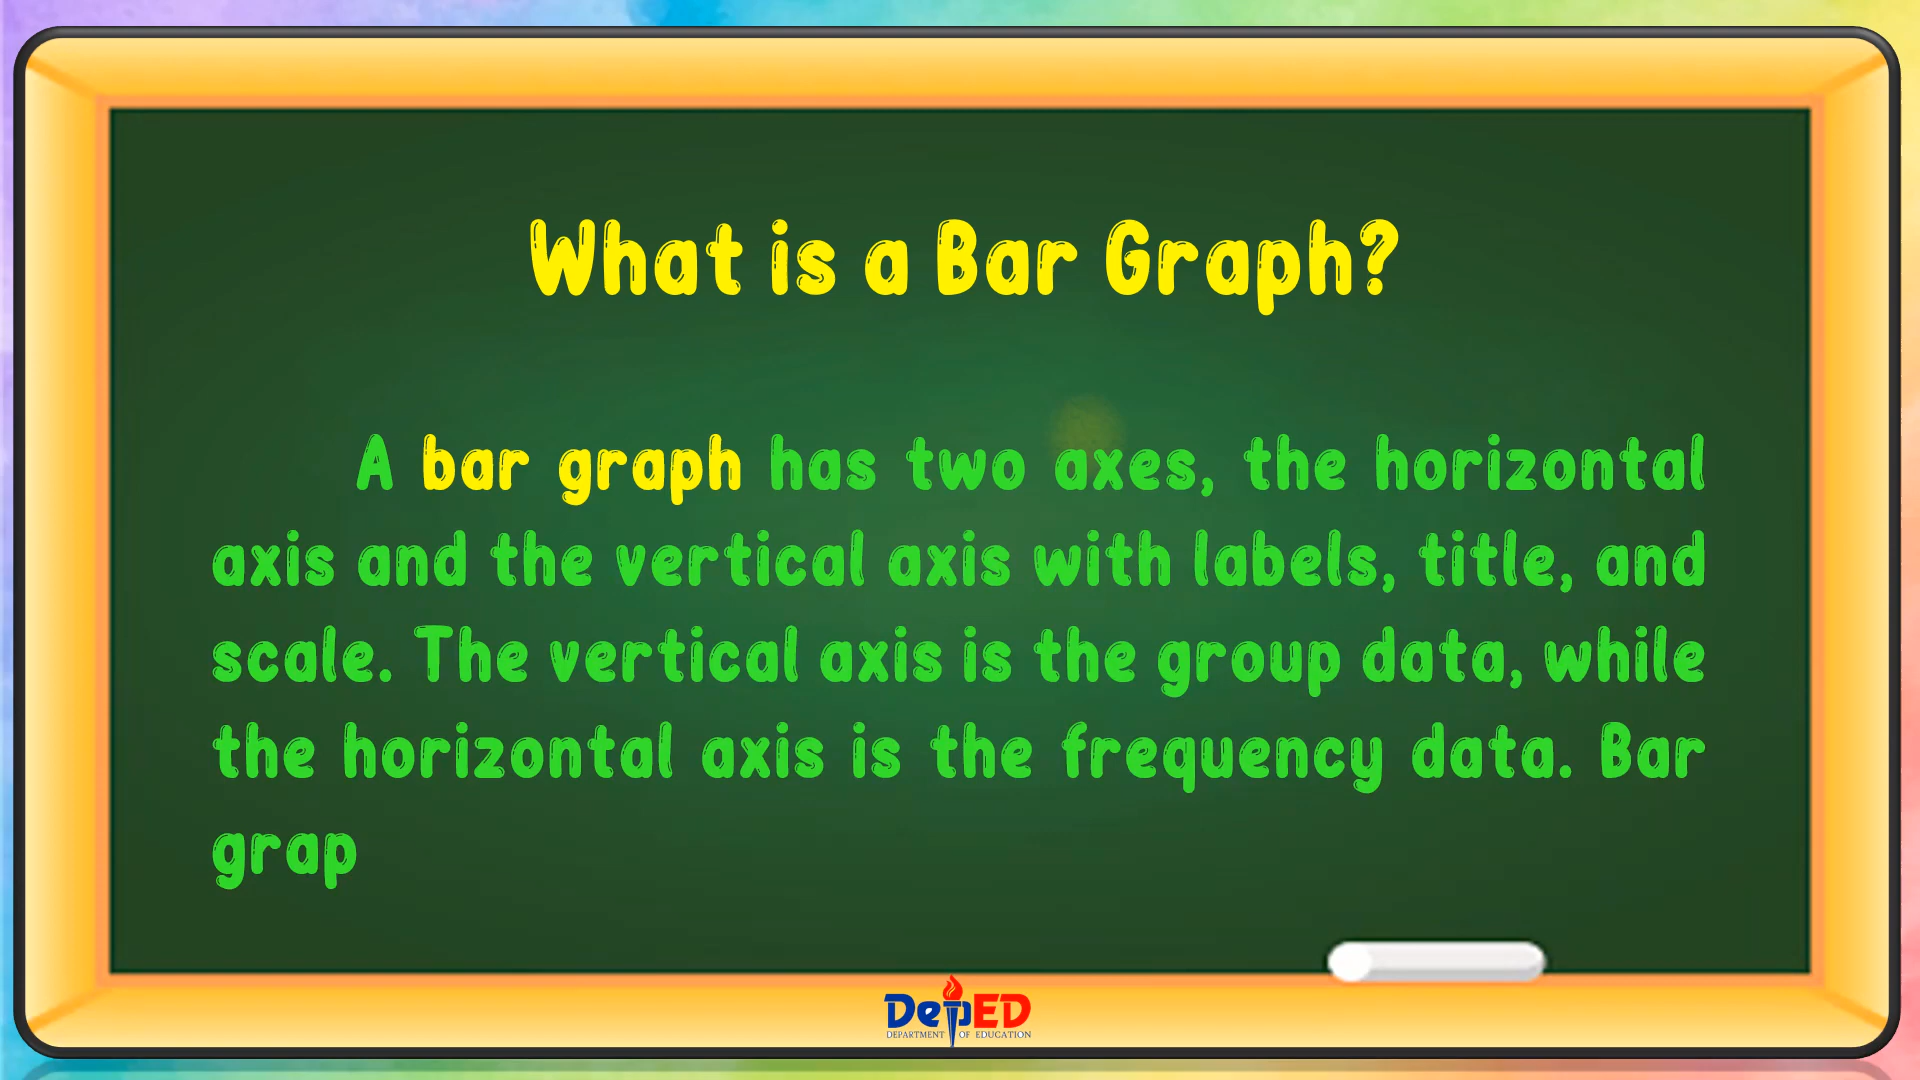 What is a Bar Graph?
A bar graph has two axes, the horizontal
axis and the vertical axis with labels, title, and
scale. The vertical axis is the group data, while
the horizontal axis is the frequency data. Bar
grap
DepED
DEPARTMENT OF EDUCATION